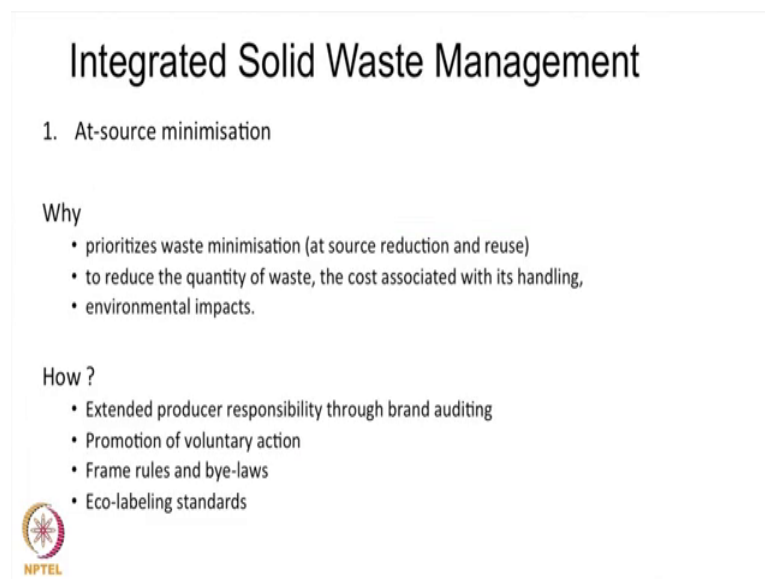 Integrated Solid Waste Management
1. At-source minimisation
Why
• prioritizes waste minimisation (at source reduction and reuse)
• to reduce the quantity of waste, the cost associated with its handling,
• environmental impacts.
How ?
• Extended producer responsibility through brand auditing
• Promotion of voluntary action
• Frame rules and bye-laws
• Eco-labeling standards
NPTEL